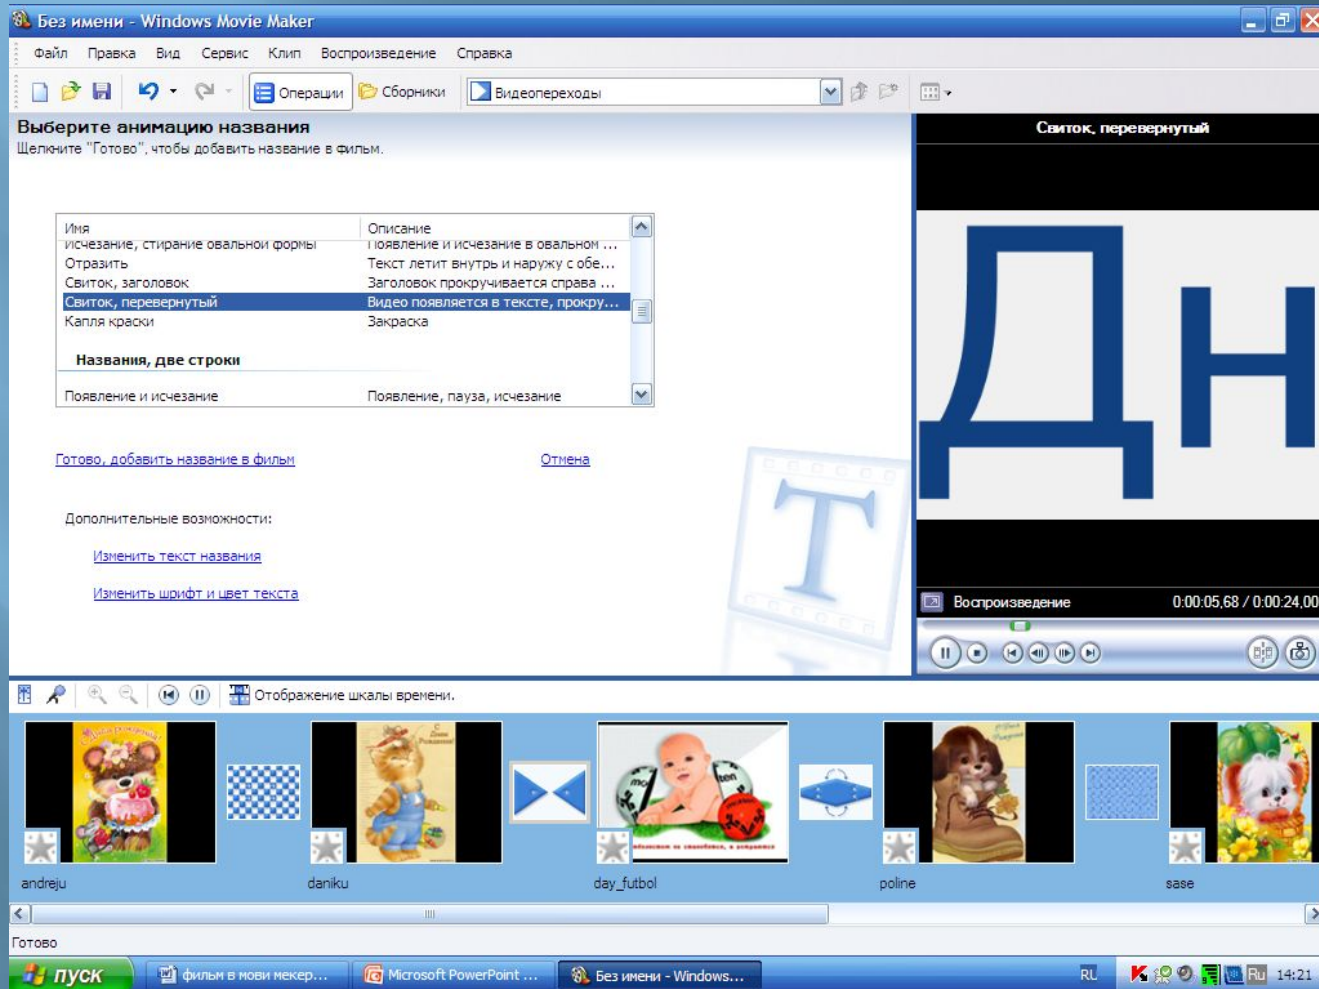 Без имени - Windows Movie Maker
Файл Правка Вид Сервис Клип Воспроизведение Справка
Операции Сборники Видеопереходы
Выберите анимацию названия
Щелкните "Готово", чтобы добавить название в фильм.
Имя Описание
Исчезание, стирание овальной формы Появление и исчезание в овальном ...
Отразить Текст летит внутрь и наружу с обе...
Свиток, заголовок Заголовок прокручивается справа ...
Свиток, перевернутый Видео появляется в тексте, прокру...
Капля краски Закраска
Названия, две строки
Появление и исчезание Появление, пауза, исчезание
Готово, добавить название в фильм Отмена
Дополнительные возможности:
Изменить текст названия
Изменить шрифт и цвет текста
T
Свиток, перевернутый
Дн
Воспроизведение 0:00:05,68 / 0:00:24,00
Отображение шкалы времени.
С Днем рождения!
С Днем Рождения!
andreju daniku day_futbol poline sase
Готово
пуск фильм в мови мекер... Microsoft PowerPoint ... Без имени - Windows... RU Ru 14:21